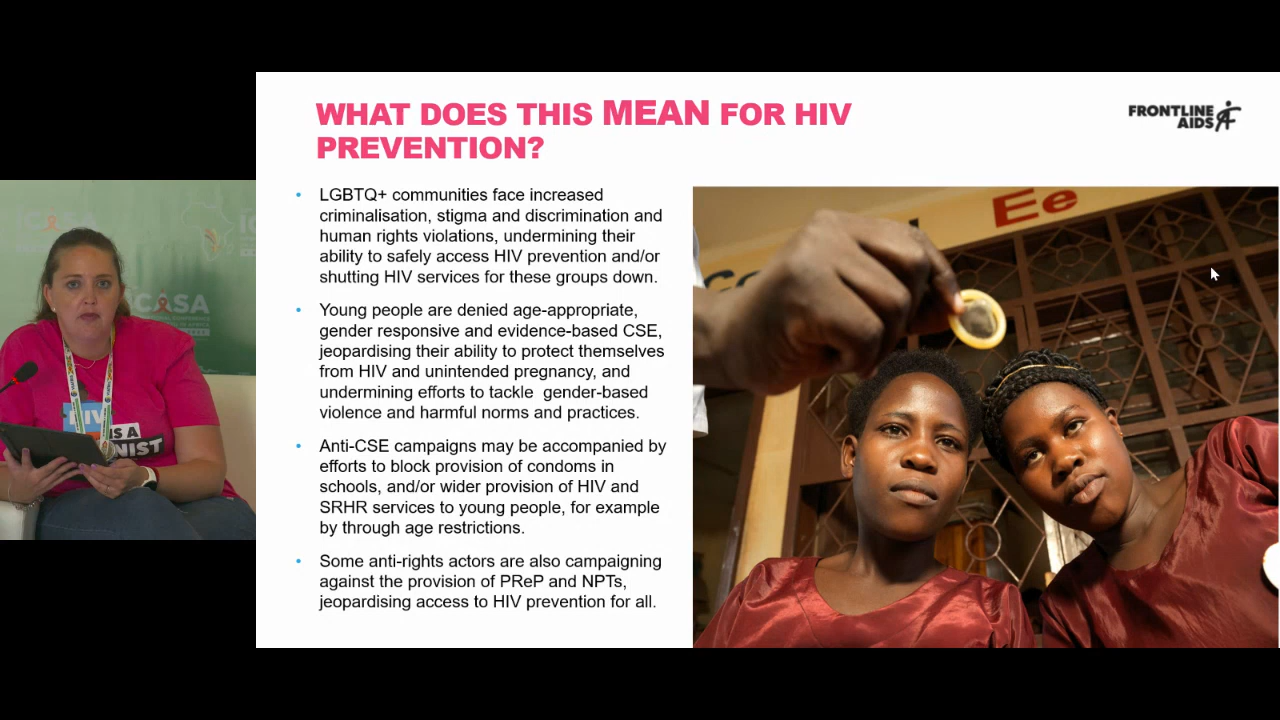 WHAT DOES THIS MEAN FOR HIV
PREVENTION?
FRONTLINE
AIDS
• LGBTQ+ communities face increased
criminalisation, stigma and discrimination and
human rights violations, undermining their
ability to safely access HIV prevention and/or
shutting HIV services for these groups down.
• Young people are denied age-appropriate,
gender responsive and evidence-based CSE,
jeopardising their ability to protect themselves
from HIV and unintended pregnancy, and
undermining efforts to tackle  gender-based
violence and harmful norms and practices.
• Anti-CSE campaigns may be accompanied by
efforts to block provision of condoms in
schools, and/or wider provision of HIV and
SRHR services to young people, for example
by through age restrictions.
• Some anti-rights actors are also campaigning
against the provision of PReP and NPTs,
jeopardising access to HIV prevention for all.
Ee
ICASA
ICASA
HIV
IS A
NIST